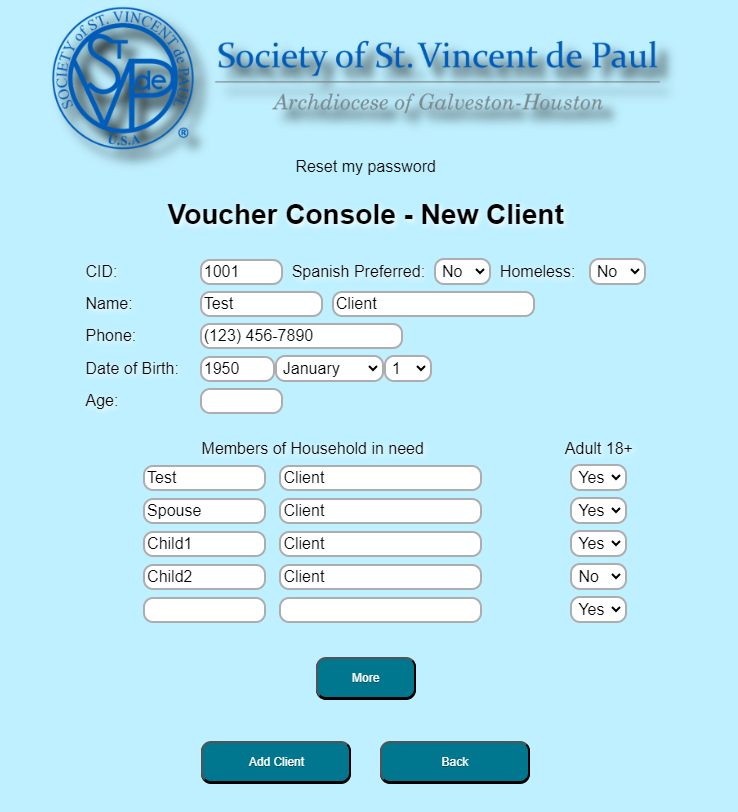 SOCIETY of ST. VINCENT de PAUL
ST
V de P
U.S.A
®
Society of St. Vincent de Paul
Archdiocese of Galveston-Houston
Reset my password
Voucher Console - New Client
CID: 1001 Spanish Preferred: No Homeless: No
Name: Test Client
Phone: (123) 456-7890
Date of Birth: 1950 January 1
Age:
Members of Household in need Adult 18+
Test Client Yes
Spouse Client Yes
Child1 Client Yes
Child2 Client No
Yes
More
Add Client Back